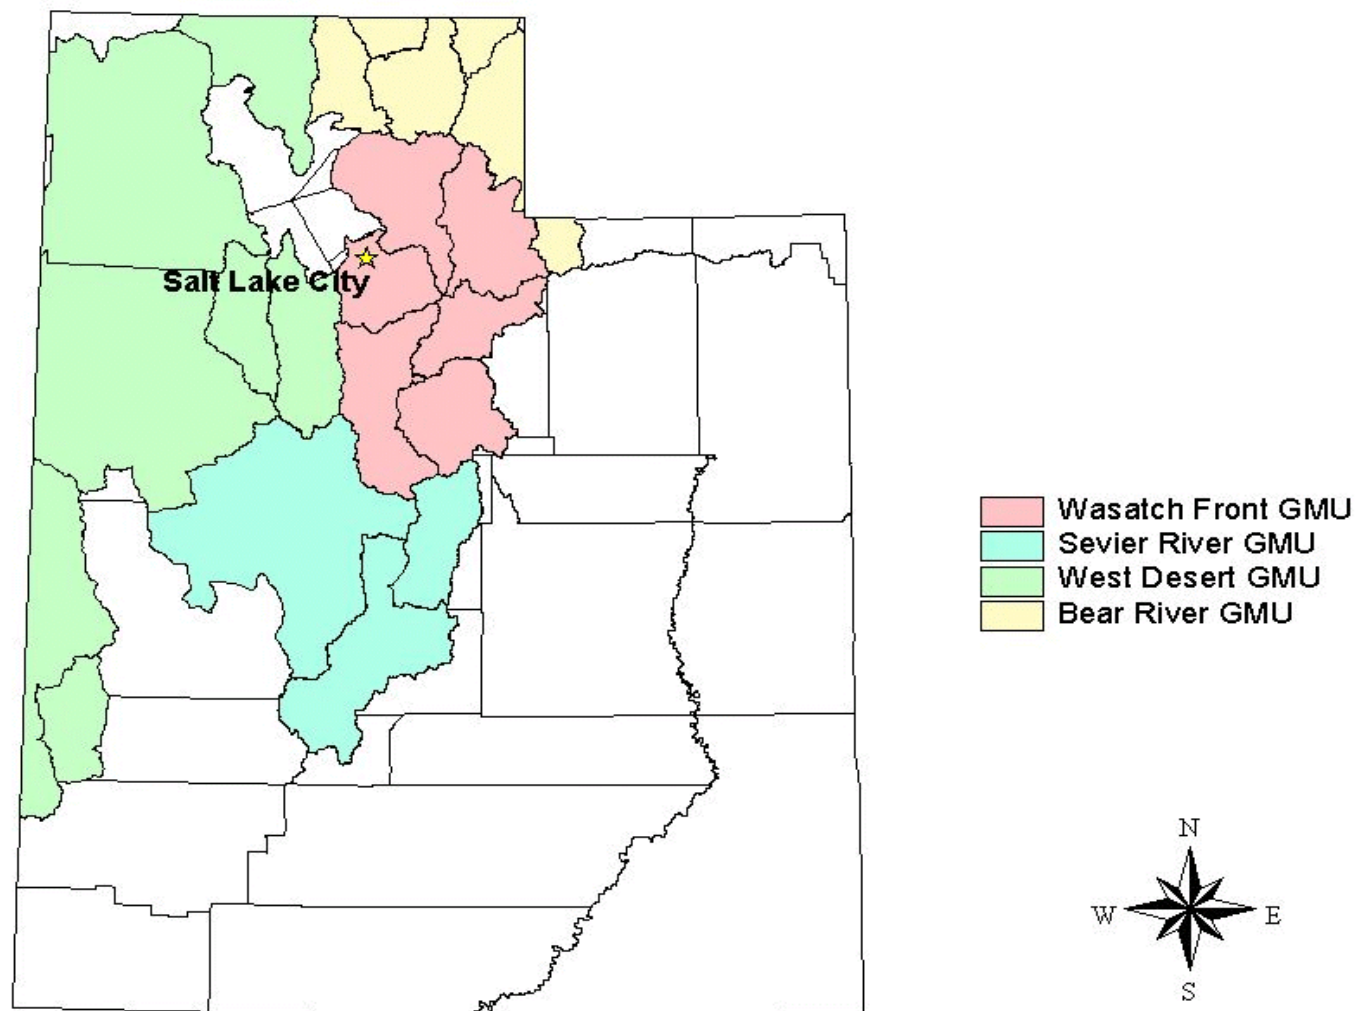 Salt Lake City
Wasatch Front GMU
Sevier River GMU
West Desert GMU
Bear River GMU
N
W E
S